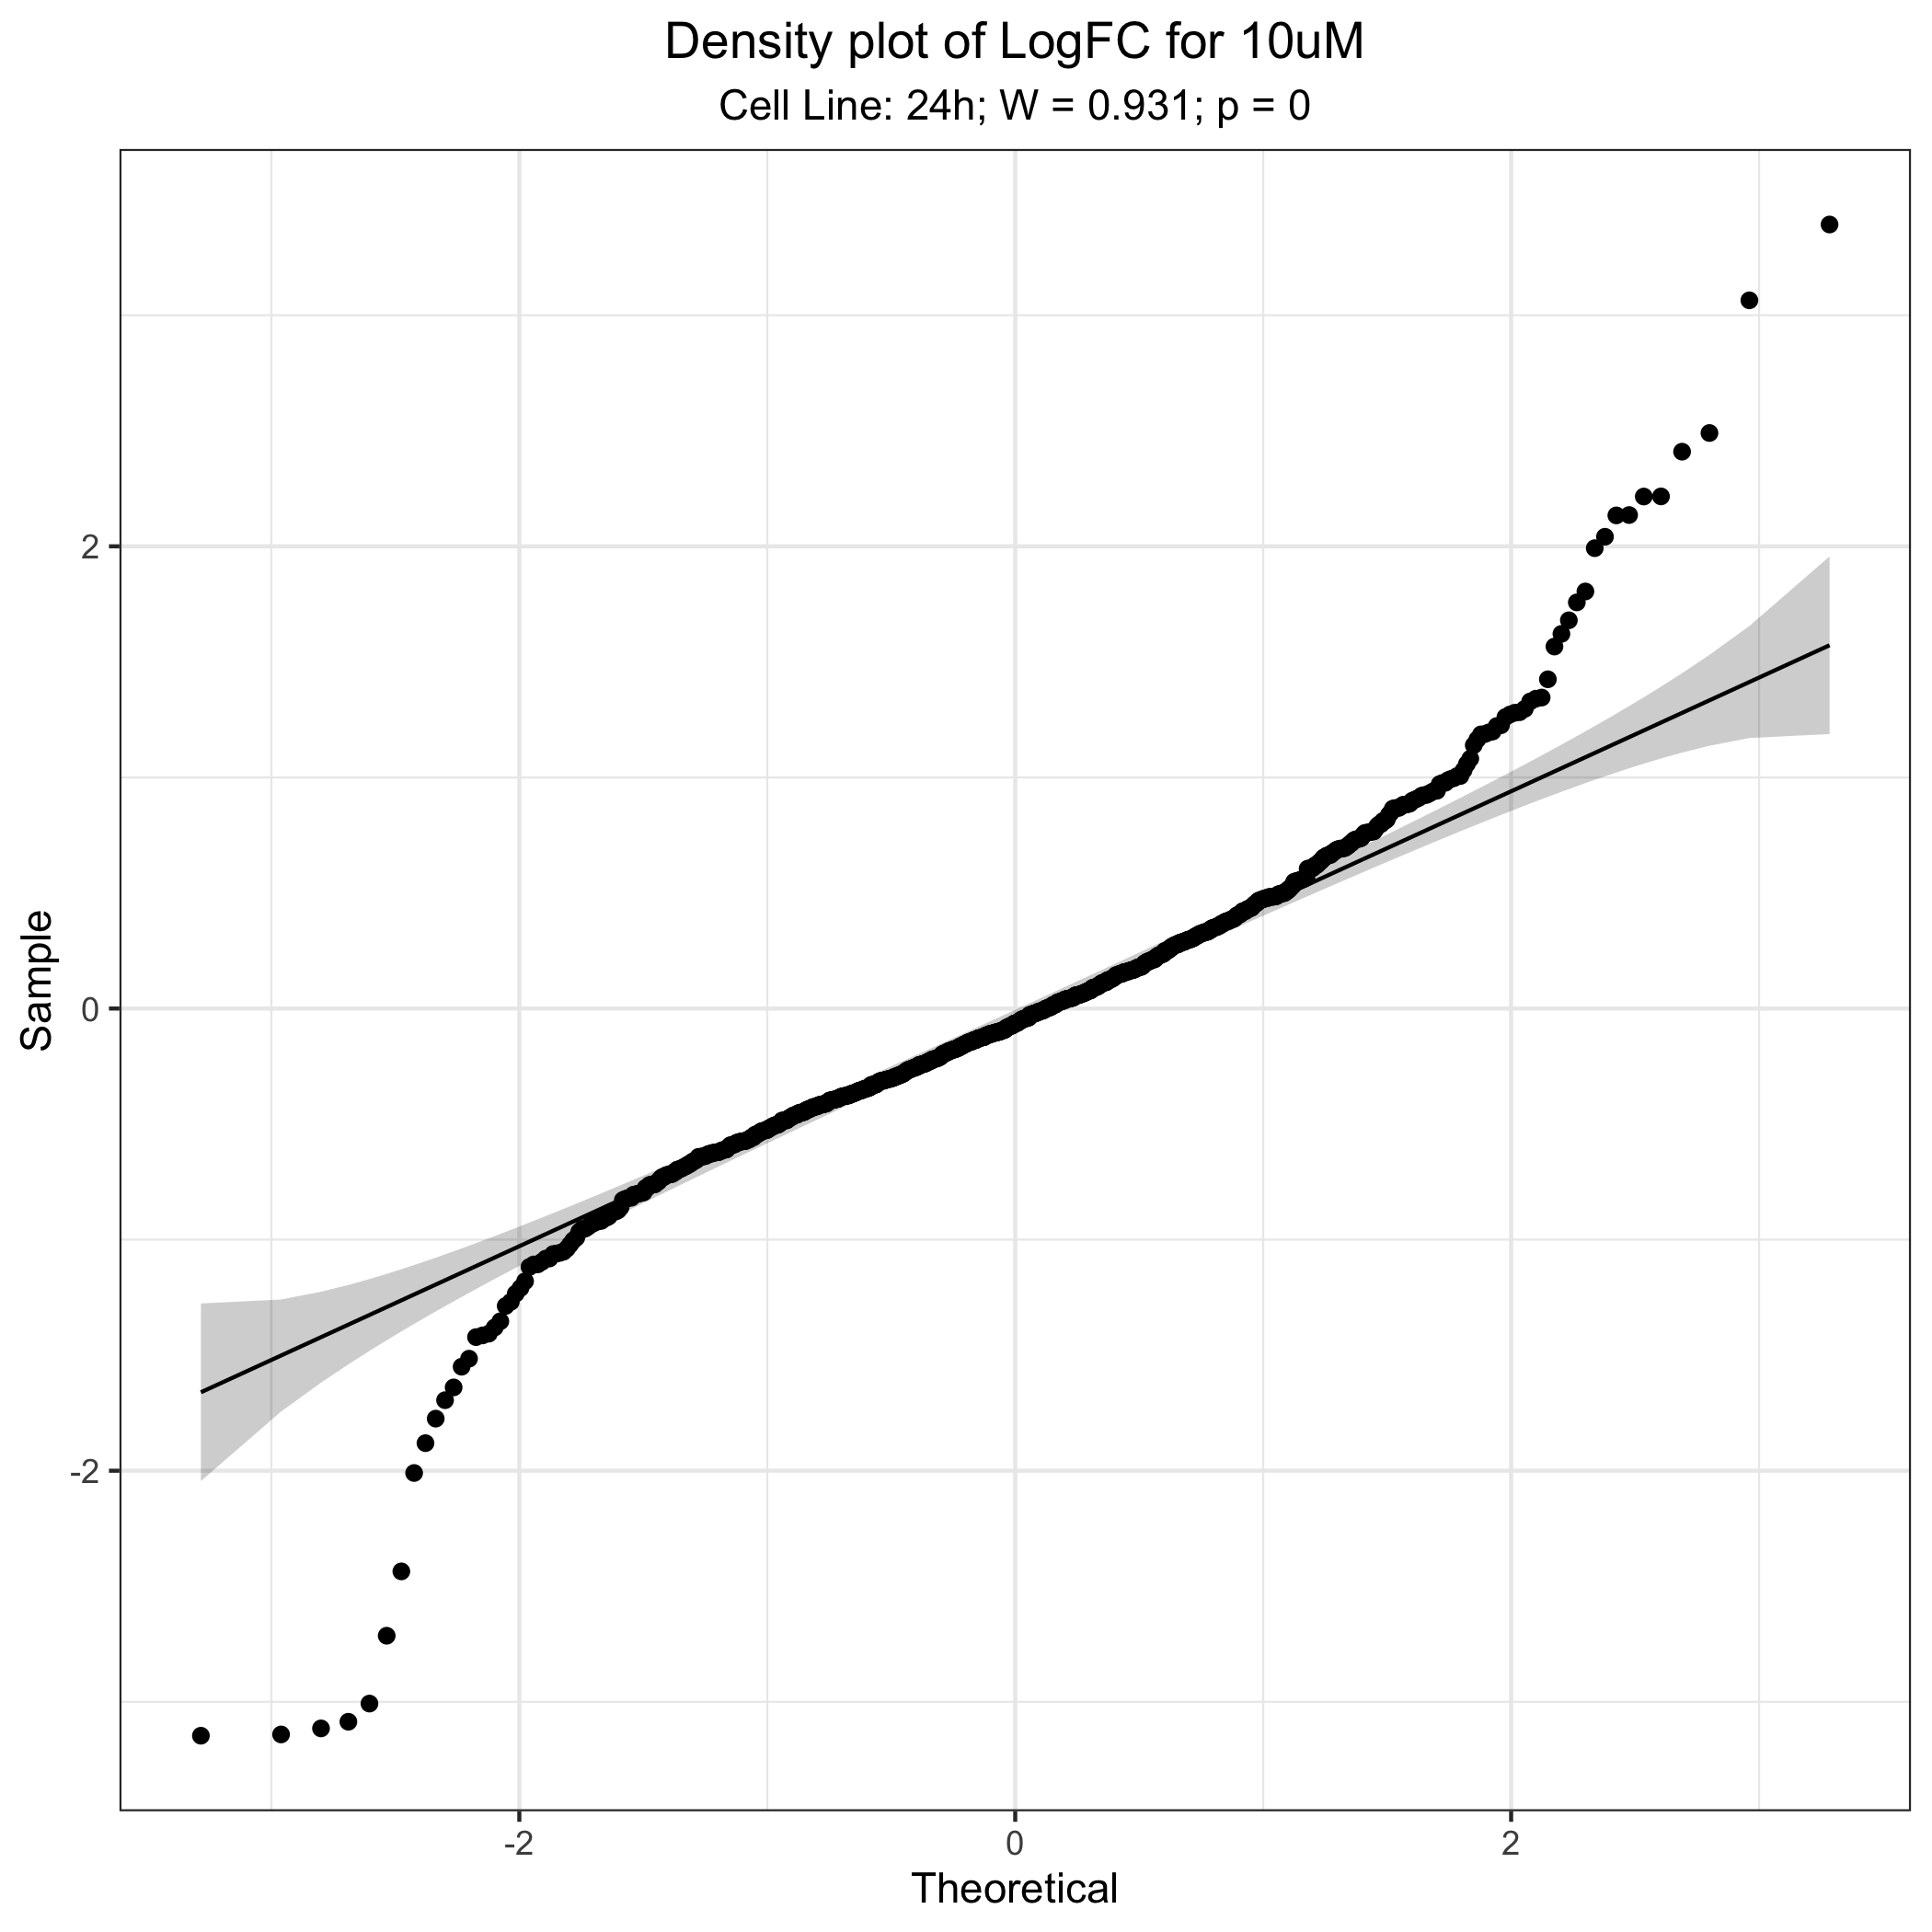 Density plot of LogFC for 10uM
Cell Line: 24h; W = 0.931; p = 0
Sample
2
0
-2
-2
0
2
Theoretical